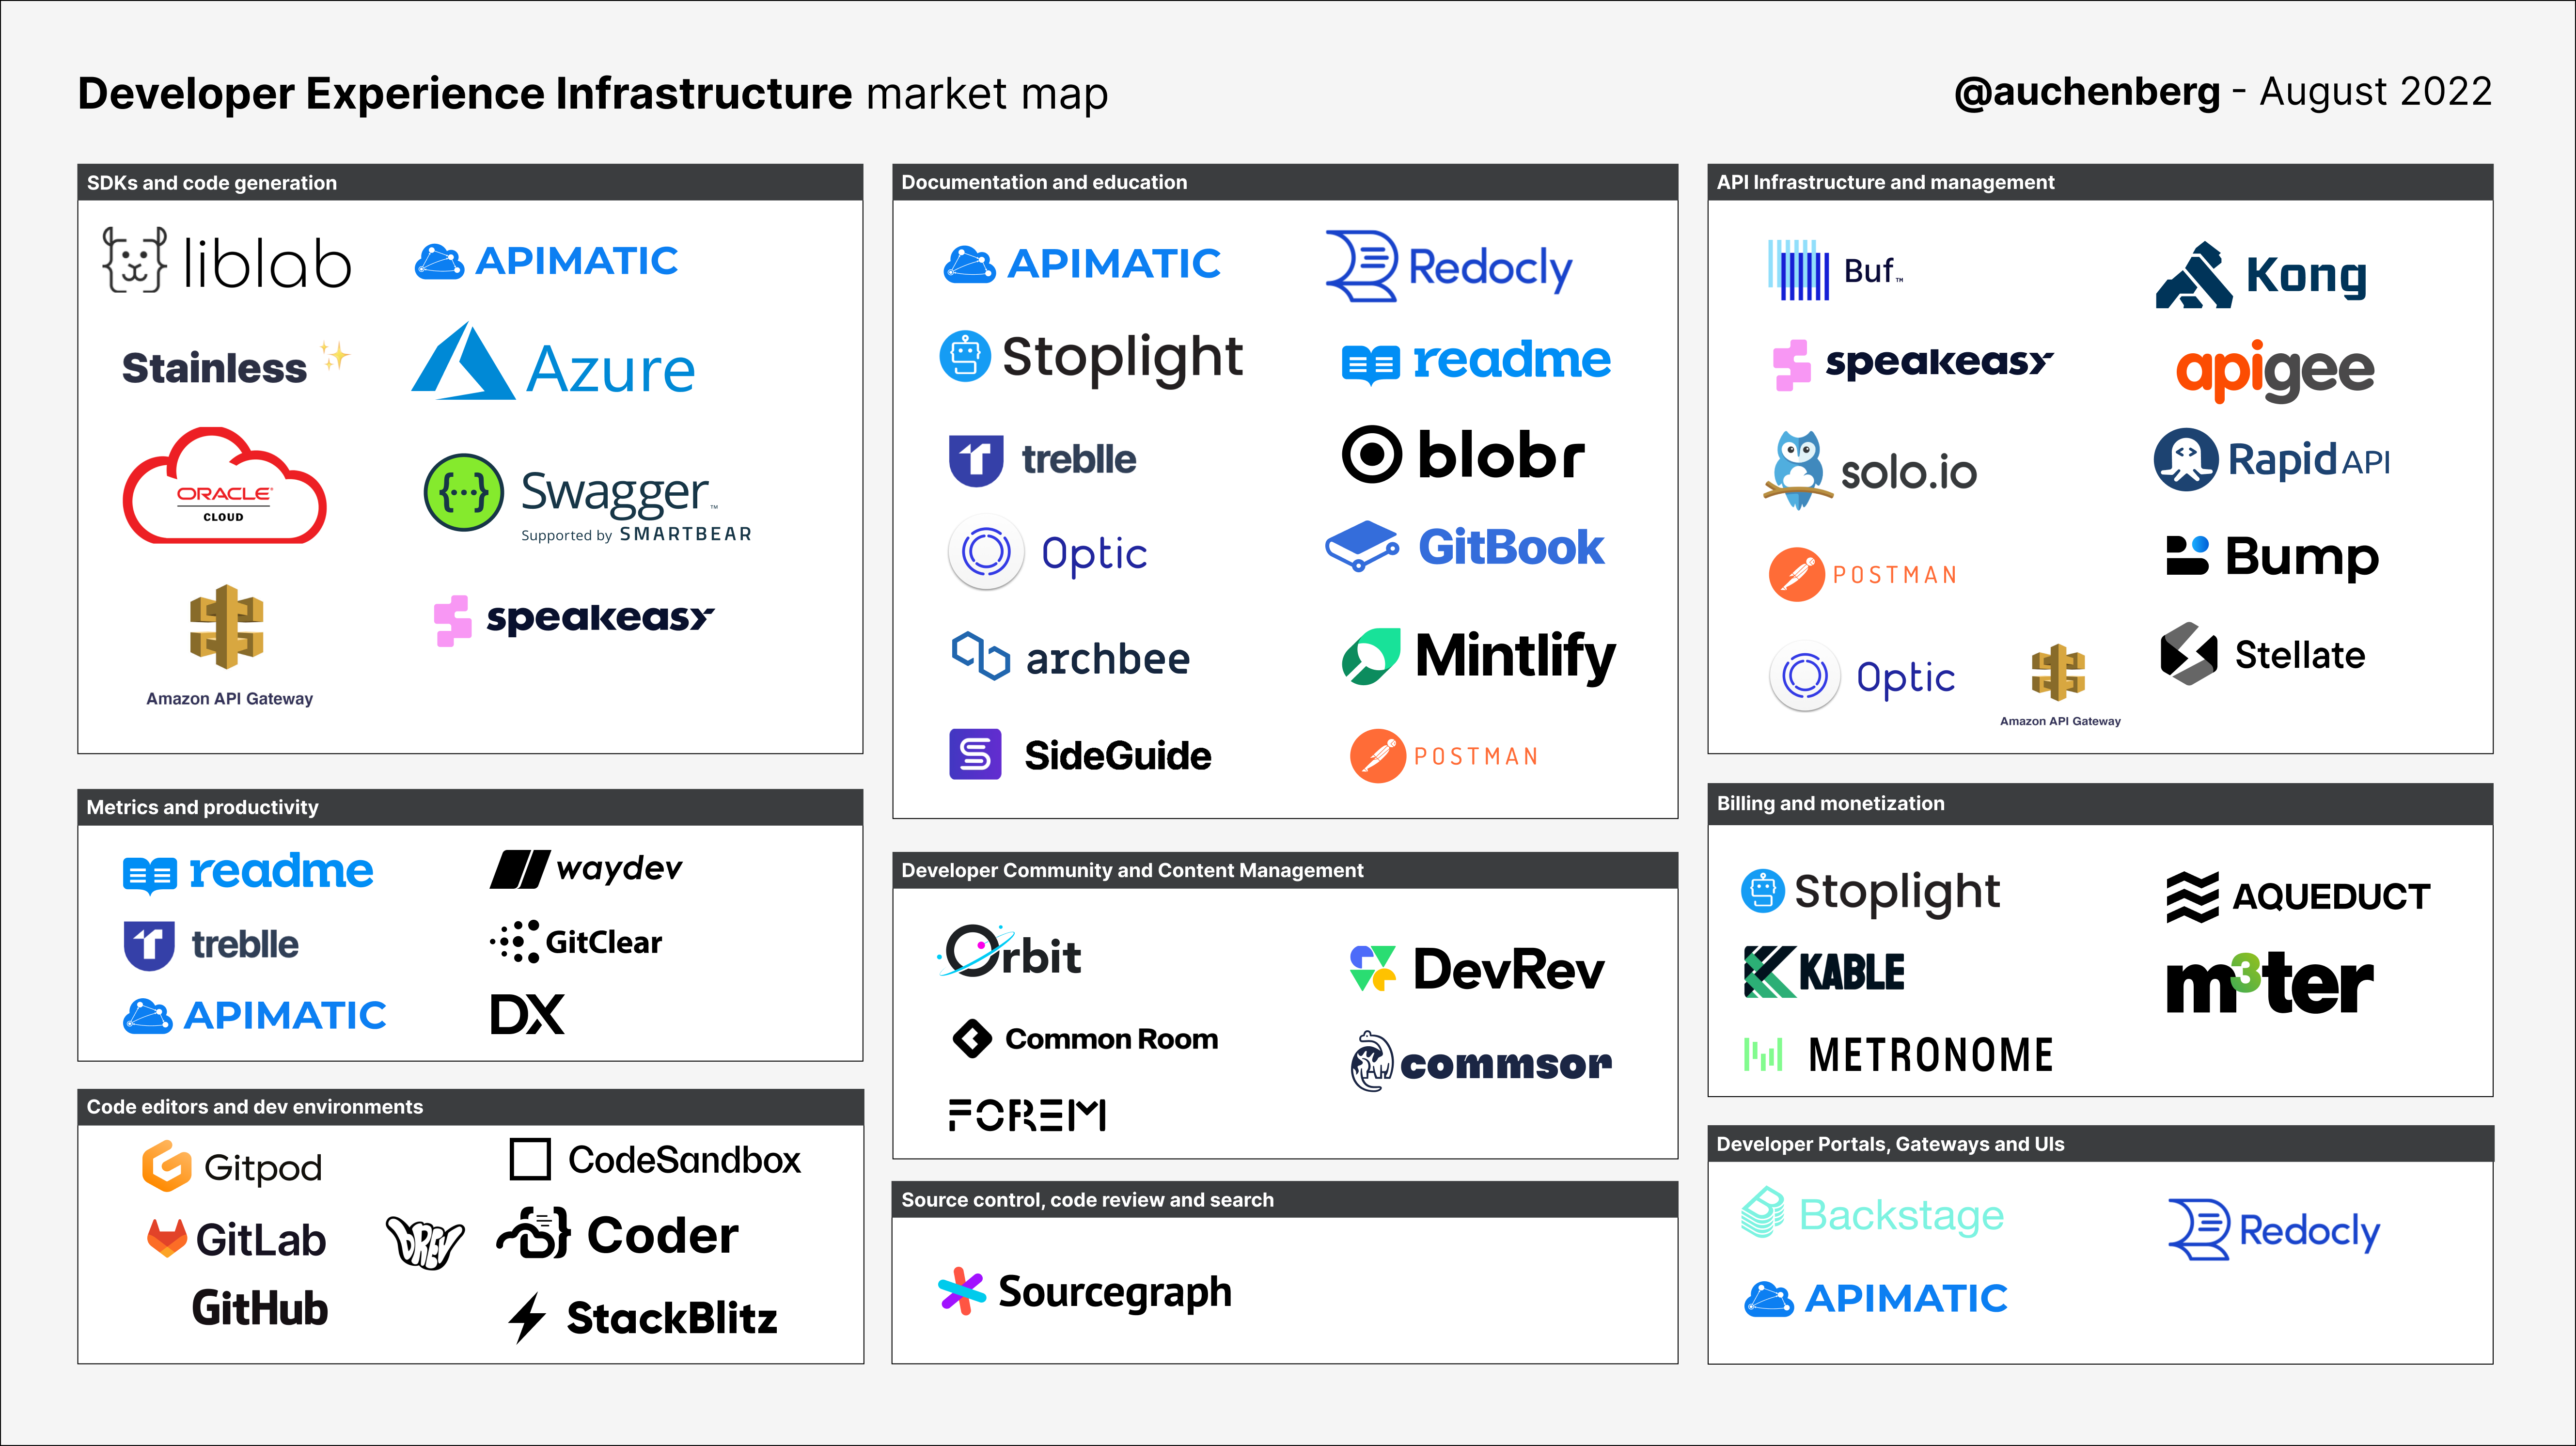 Developer Experience Infrastructure market map
@auchenberg - August 2022
SDKs and code generation
liblab
APIMATIC
Stainless
Azure
ORACLE
CLOUD
Swagger™
Supported by SMARTBEAR
Amazon API Gateway
speakeasy
Documentation and education
APIMATIC
Redocly
Stoplight
readme
treblle
blobr
Optic
GitBook
archbee
Mintlify
SideGuide
POSTMAN
API Infrastructure and management
Buf™
Kong
speakeasy
apigee
solo.io
Rapid API
POSTMAN
Bump
Optic
Amazon API Gateway
Stellate
Metrics and productivity
readme
waydev
treblle
GitClear
APIMATIC
DX
Developer Community and Content Management
Orbit
DevRev
Common Room
commsor
FOREM
Billing and monetization
Stoplight
AQUEDUCT
KABLE
m3ter
METRONOME
Code editors and dev environments
Gitpod
CodeSandbox
GitLab
BREV
Coder
GitHub
StackBlitz
Source control, code review and search
Sourcegraph
Developer Portals, Gateways and UIs
Backstage
Redocly
APIMATIC